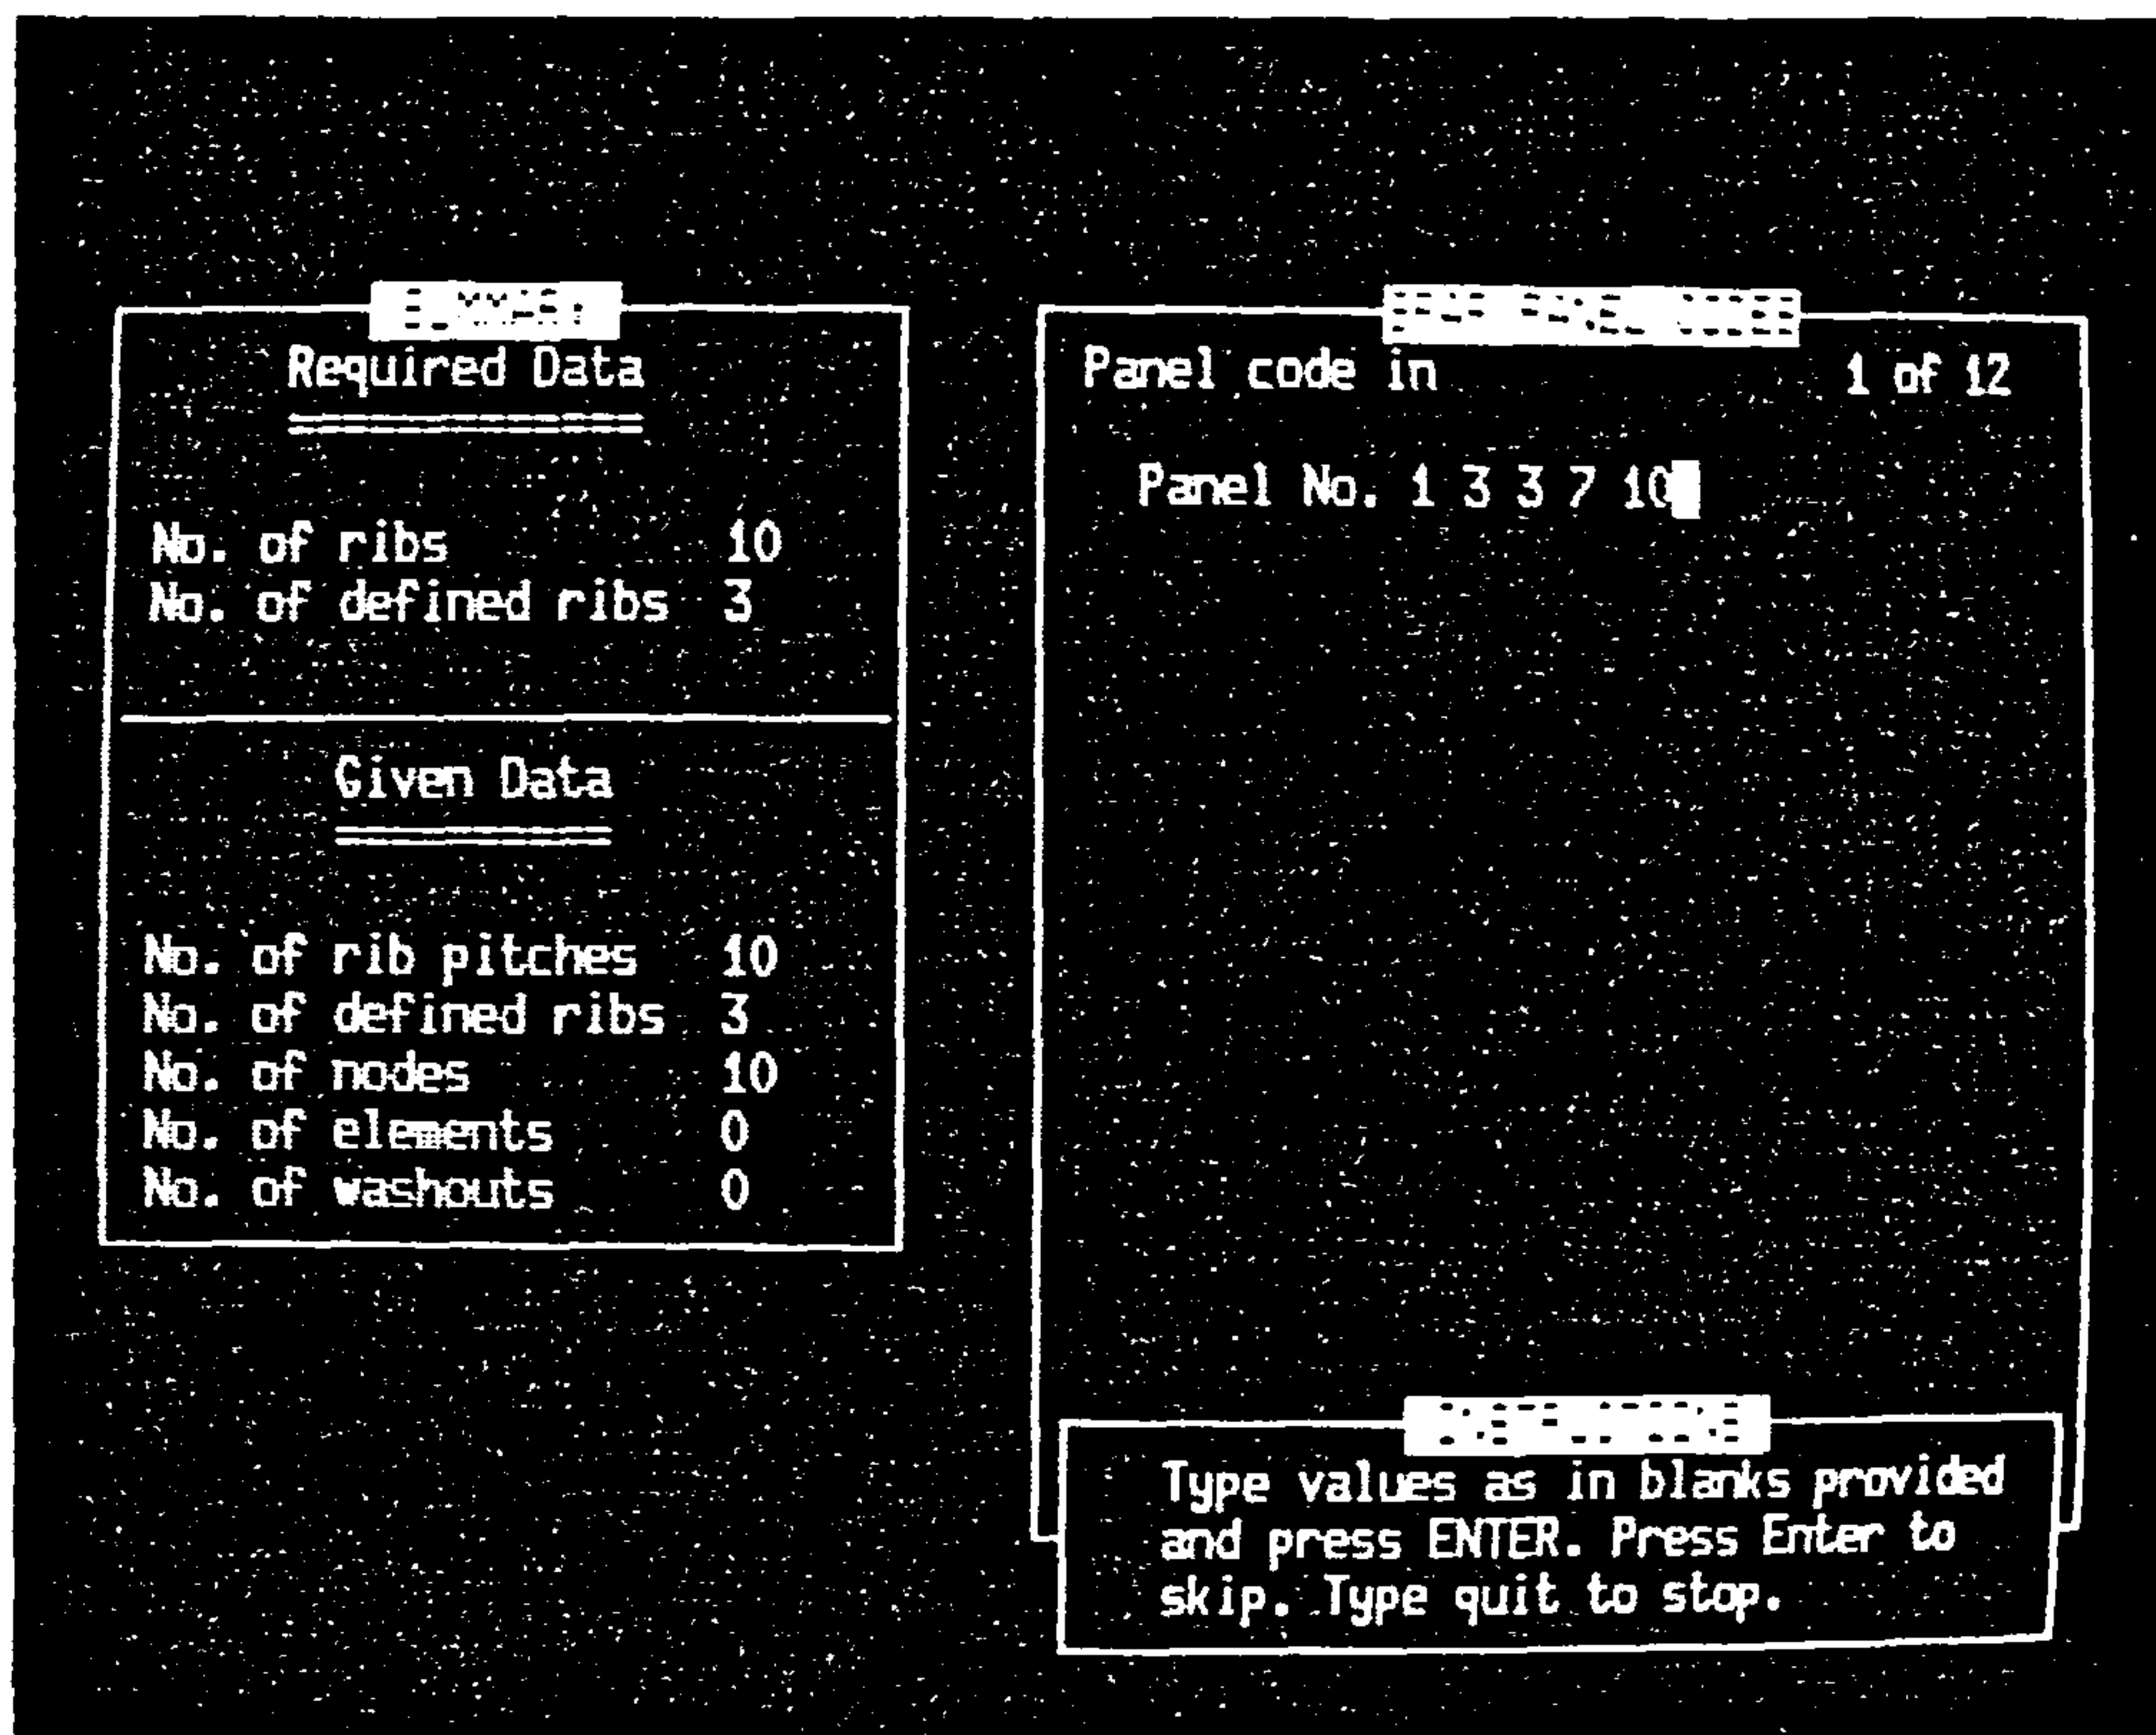 Required Data
No. of ribs 10
No. of defined ribs 3
Given Data
No. of rib pitches 10
No. of defined ribs 3
No. of nodes 10
No. of elements 0
No. of washouts 0
Panel code in 1 of 12
Panel No. 1 3 3 7 10
Type values as in blanks provided
and press ENTER. Press Enter to
skip. Type quit to stop.